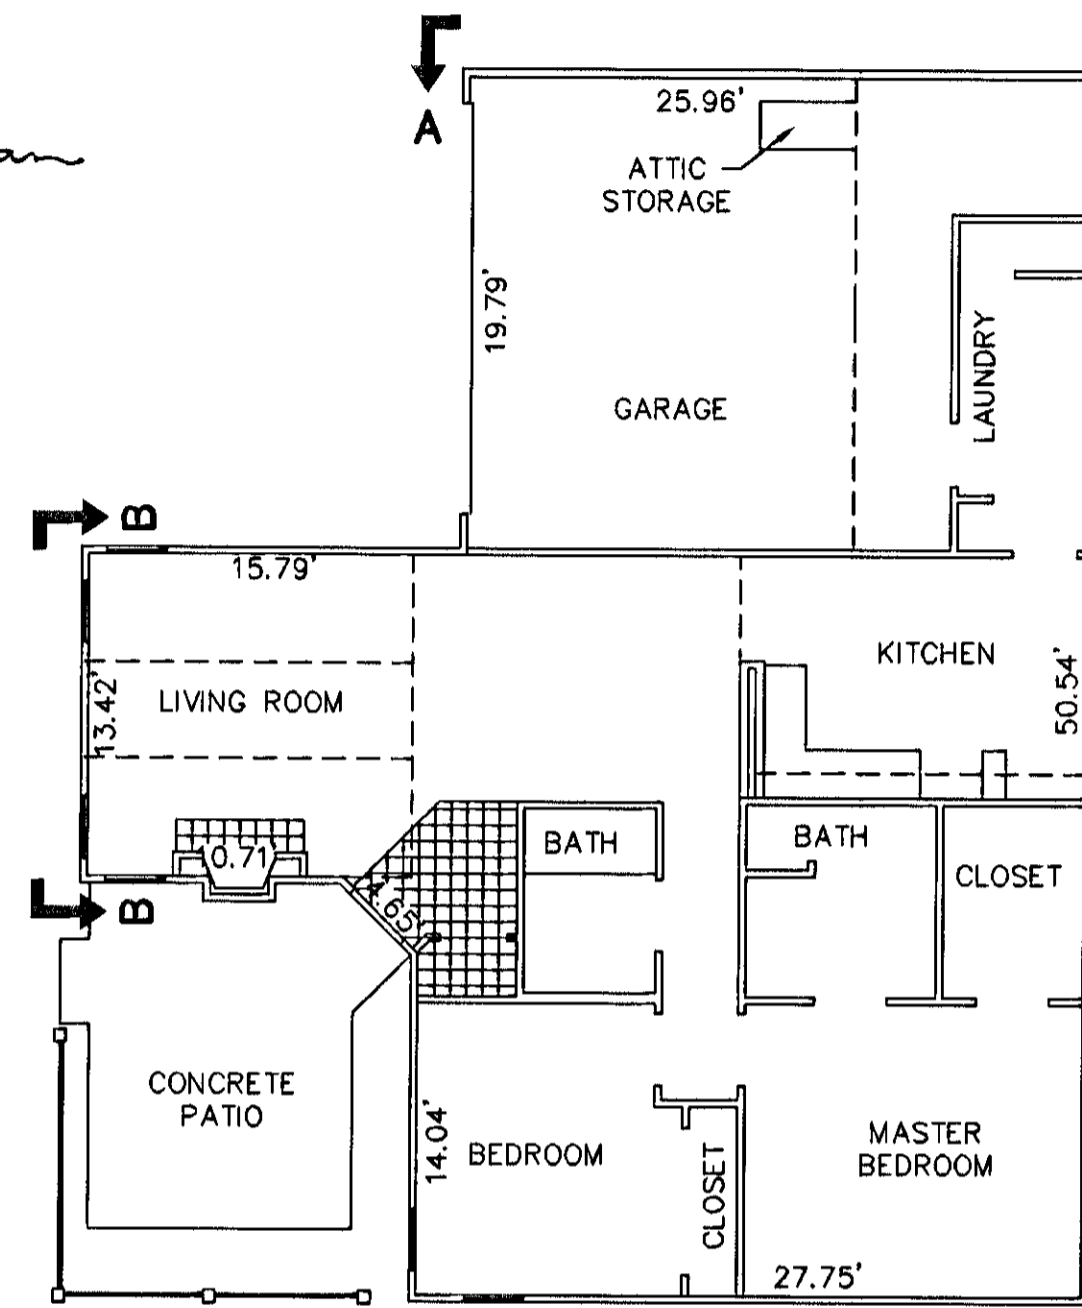 A
25.96'
ATTIC
STORAGE
19.79'
GARAGE
LAUNDRY
B
15.79'
KITCHEN
50.54'
13.42'
LIVING ROOM
0.71'
BATH
BATH
CLOSET
B
4.65'
CONCRETE
PATIO
14.04'
BEDROOM
CLOSET
MASTER
BEDROOM
27.75'